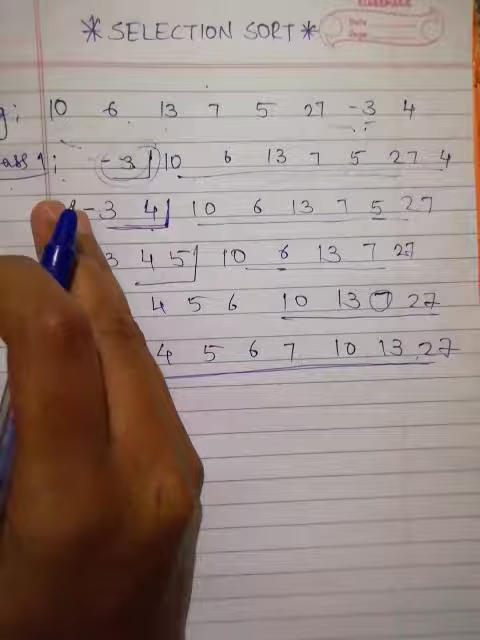 * SELECTION SORT *
Date
Page
g; 10 6 13 7 5 27 -3 4
ass 1; -3 | 10 6 13 7 5 27 4
-3 4 | 10 6 13 7 5 27
3 4 5 | 10 6 13 7 27
4 5 6 10 13 7 27
4 5 6 7 10 13 27